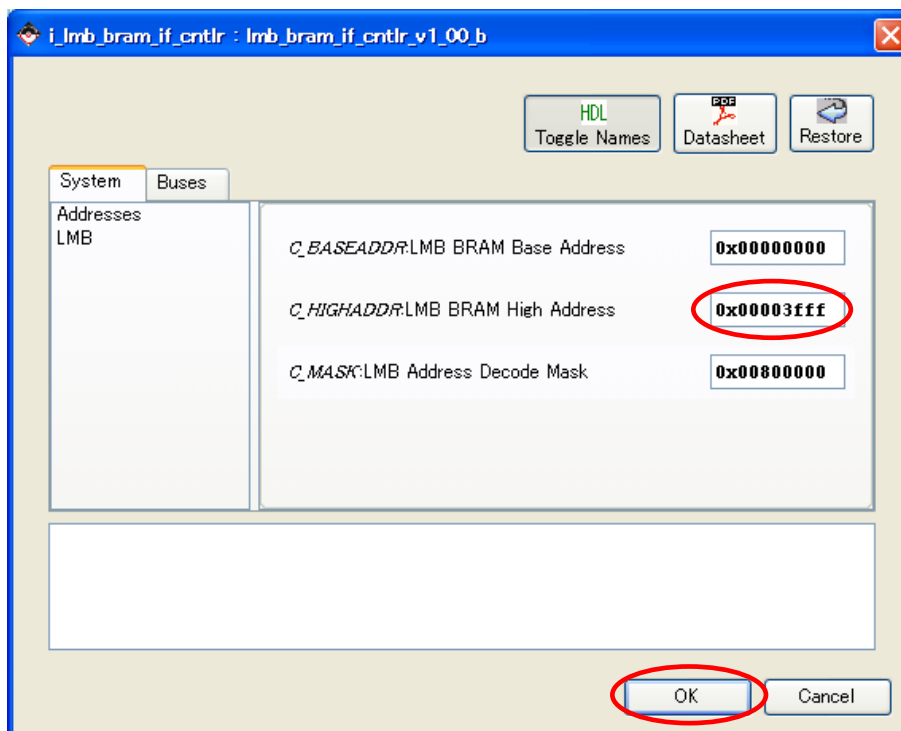 i_lmb_bram_if_cntlr : lmb_bram_if_cntlr_v1_00_b
HDL
Toggle Names
PDF
Datasheet
Restore
System
Buses
Addresses
LMB
C_BASEADDR:LMB BRAM Base Address
0x00000000
C_HIGHADDR:LMB BRAM High Address
0x00003fff
C_MASK:LMB Address Decode Mask
0x00800000
OK
Cancel